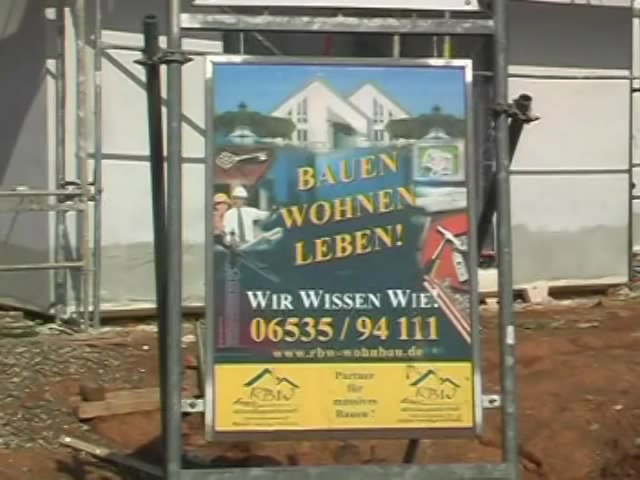 BAUEN
WOHNEN
LEBEN!
WIR WISSEN WIE!
06535 / 94 111
www.rbw-wohnbau.de
Partner
für
massives
Bauen!
RBW
RBW